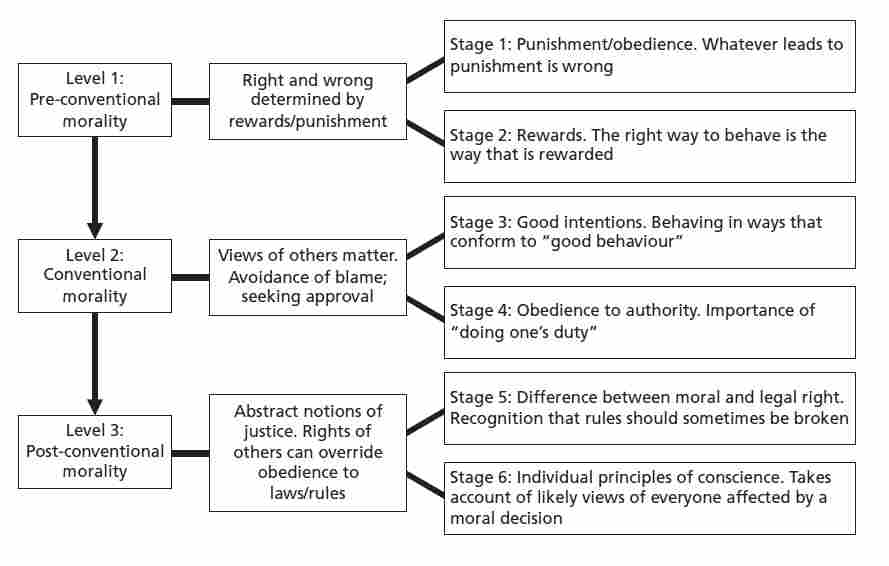 Level 1:
Pre-conventional
morality
Right and wrong
determined by
rewards/punishment
Stage 1: Punishment/obedience. Whatever leads to
punishment is wrong
Stage 2: Rewards. The right way to behave is the
way that is rewarded
Level 2:
Conventional
morality
Views of others matter.
Avoidance of blame;
seeking approval
Stage 3: Good intentions. Behaving in ways that
conform to “good behaviour”
Stage 4: Obedience to authority. Importance of
“doing one’s duty”
Level 3:
Post-conventional
morality
Abstract notions of
justice. Rights of
others can override
obedience to
laws/rules
Stage 5: Difference between moral and legal right.
Recognition that rules should sometimes be broken
Stage 6: Individual principles of conscience. Takes
account of likely views of everyone affected by a
moral decision